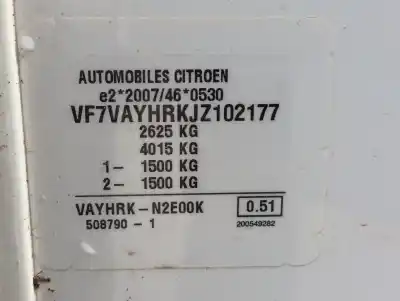 AUTOMOBILES CITROEN
e2*2007/46*0530
VF7VAYHRKJZ102177
2625 KG
4015 KG
1- 1500 KG
2- 1500 KG
VAYHRK-N2E00K 0.51
508790-1 200549282